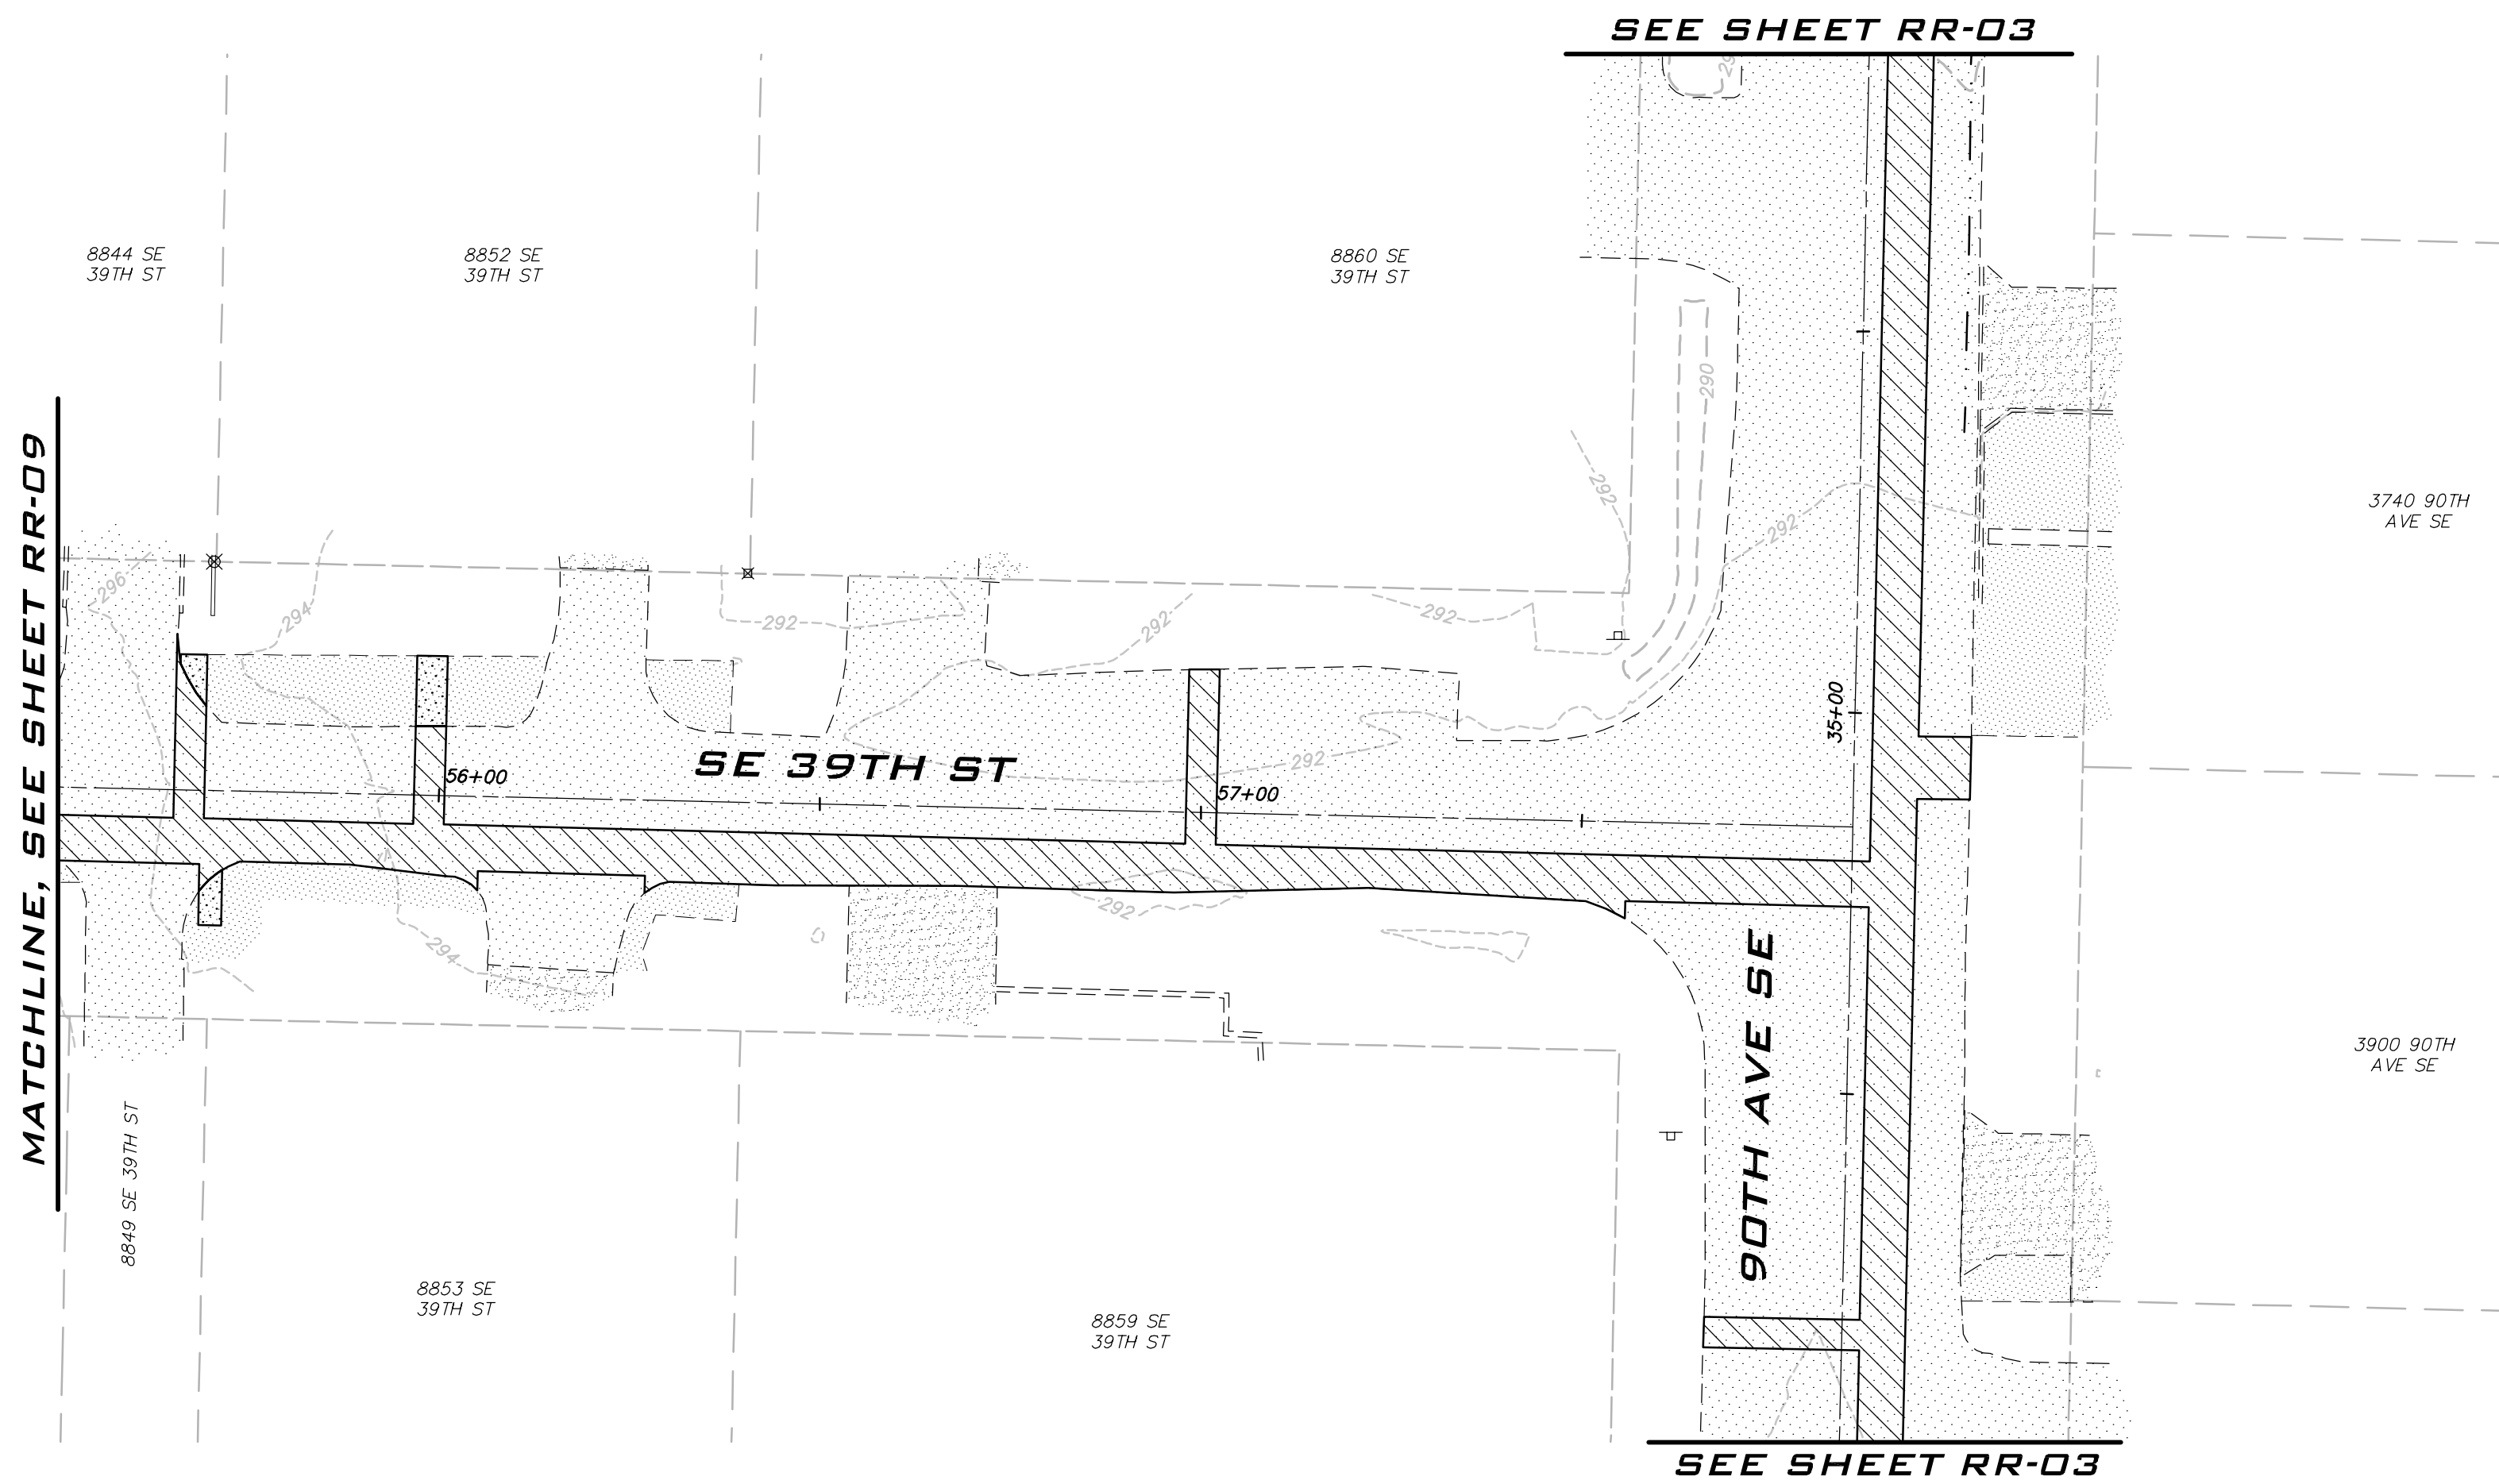 SEE SHEET RR-03
8844 SE
39TH ST
8852 SE
39TH ST
8860 SE
39TH ST
290
292
3740 90TH
AVE SE
292
MATCHLINE, SEE SHEET RR-09
296
294
292
292
292
35+00
56+00
SE 39TH ST
292
57+00
292
294
90TH AVE SE
3900 90TH
AVE SE
8849 SE 39TH ST
8853 SE
39TH ST
8859 SE
39TH ST
SEE SHEET RR-03